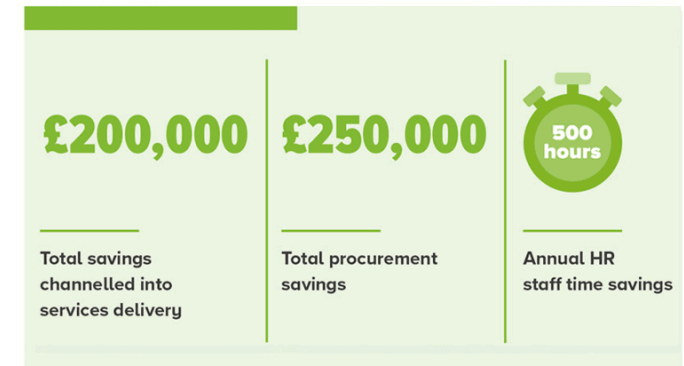 £200,000
Total savings
channelled into
services delivery
£250,000
Total procurement
savings
500
hours
Annual HR
staff time savings